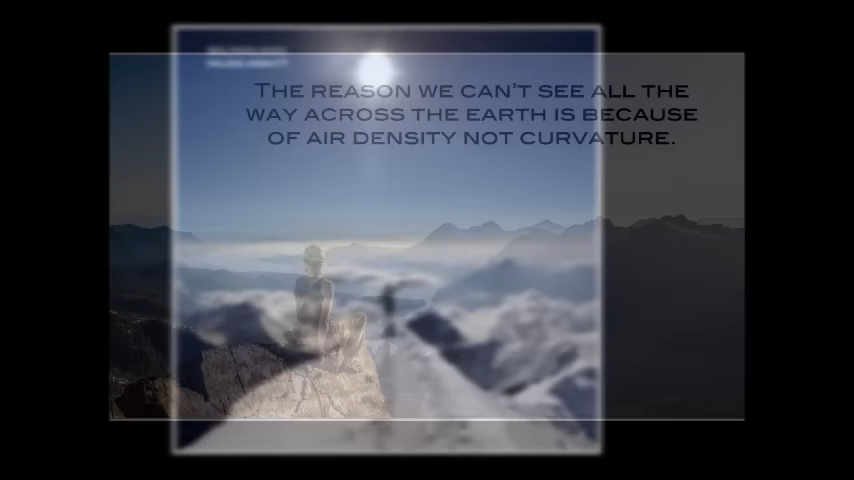 THE REASON WE CAN'T SEE ALL THE
WAY ACROSS THE EARTH IS BECAUSE
OF AIR DENSITY NOT CURVATURE.